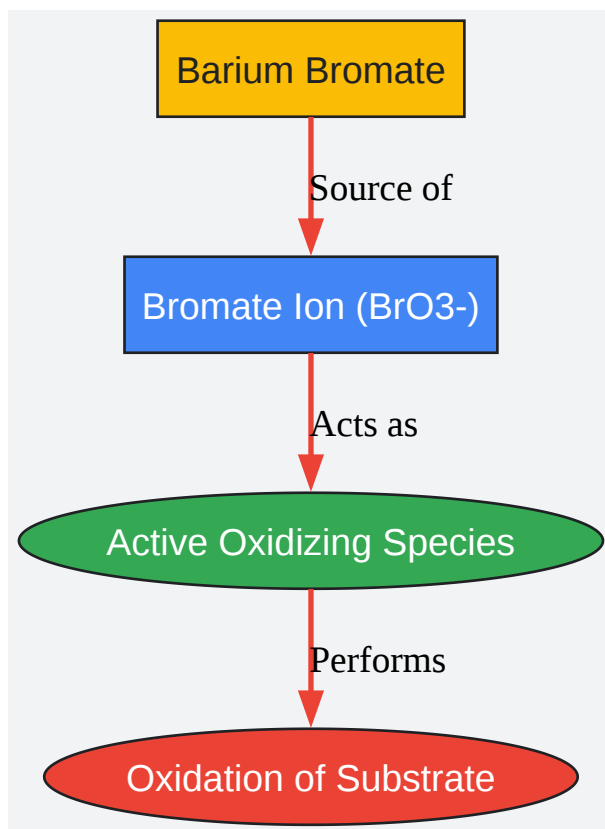 Barium Bromate
Source of
Bromate Ion (BrO3-)
Acts as
Active Oxidizing Species
Performs
Oxidation of Substrate